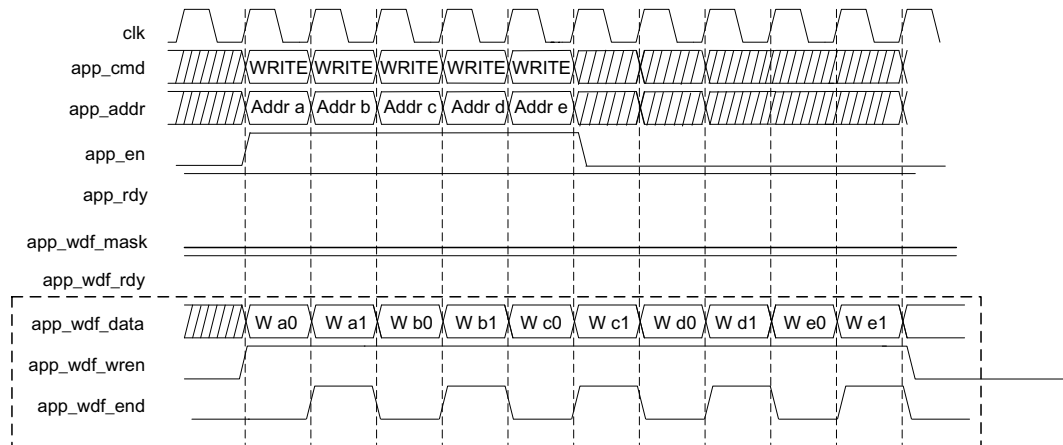 clk
app_cmd WRITE WRITE WRITE WRITE WRITE
app_addr Addr a Addr b Addr c Addr d Addr e
app_en
app_rdy
app_wdf_mask
app_wdf_rdy
app_wdf_data W a0 W a1 W b0 W b1 W c0 W c1 W d0 W d1 W e0 W e1
app_wdf_wren
app_wdf_end